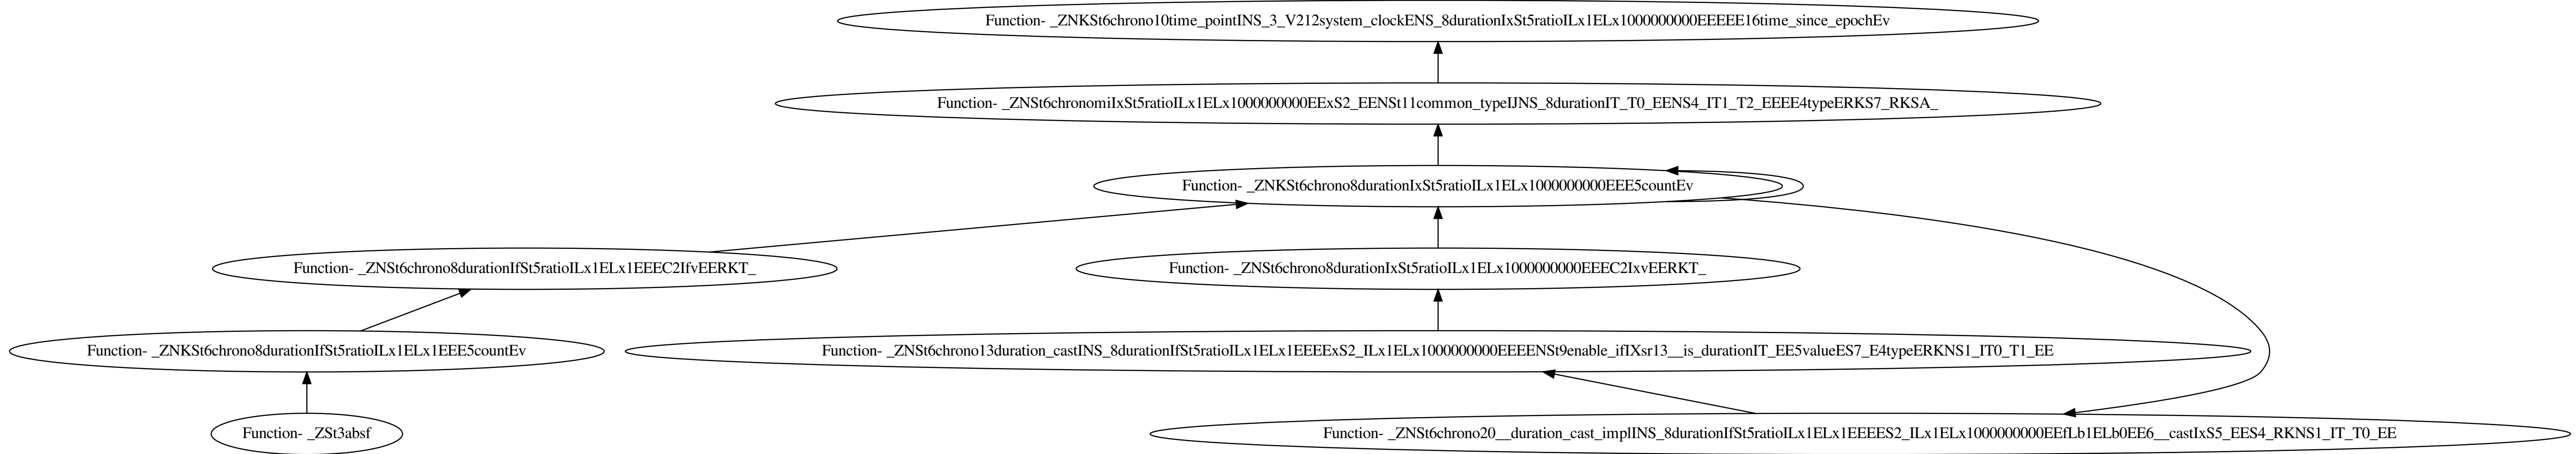 Function- _ZNKSt6chrono10time_pointINS_3_V212system_clockENS_8durationIxSt5ratioILx1ELx1000000000EEEEE16time_since_epochEv
Function- _ZNSt6chronomiIxSt5ratioILx1ELx1000000000EExS2_EENSt11common_typeIJNS_8durationIT_T0_EENS4_IT1_T2_EEEE4typeERKS7_RKSA_
Function- _ZNKSt6chrono8durationIxSt5ratioILx1ELx1000000000EEE5countEv
Function- _ZNSt6chrono8durationIfSt5ratioILx1ELx1EEEC2IfvEERKT_
Function- _ZNSt6chrono8durationIxSt5ratioILx1ELx1000000000EEEC2IxvEERKT_
Function- _ZNKSt6chrono8durationIfSt5ratioILx1ELx1EEE5countEv
Function- _ZNSt6chrono13duration_castINS_8durationIfSt5ratioILx1ELx1EEEExS2_ILx1ELx1000000000EEEENSt9enable_ifIXsr13__is_durationIT_EE5valueES7_E4typeERKNS1_IT0_T1_EE
Function- _ZSt3absf
Function- _ZNSt6chrono20__duration_cast_implINS_8durationIfSt5ratioILx1ELx1EEEES2_ILx1ELx1000000000EEfLb1ELb0EE6__castIxS5_EES4_RKNS1_IT_T0_EE